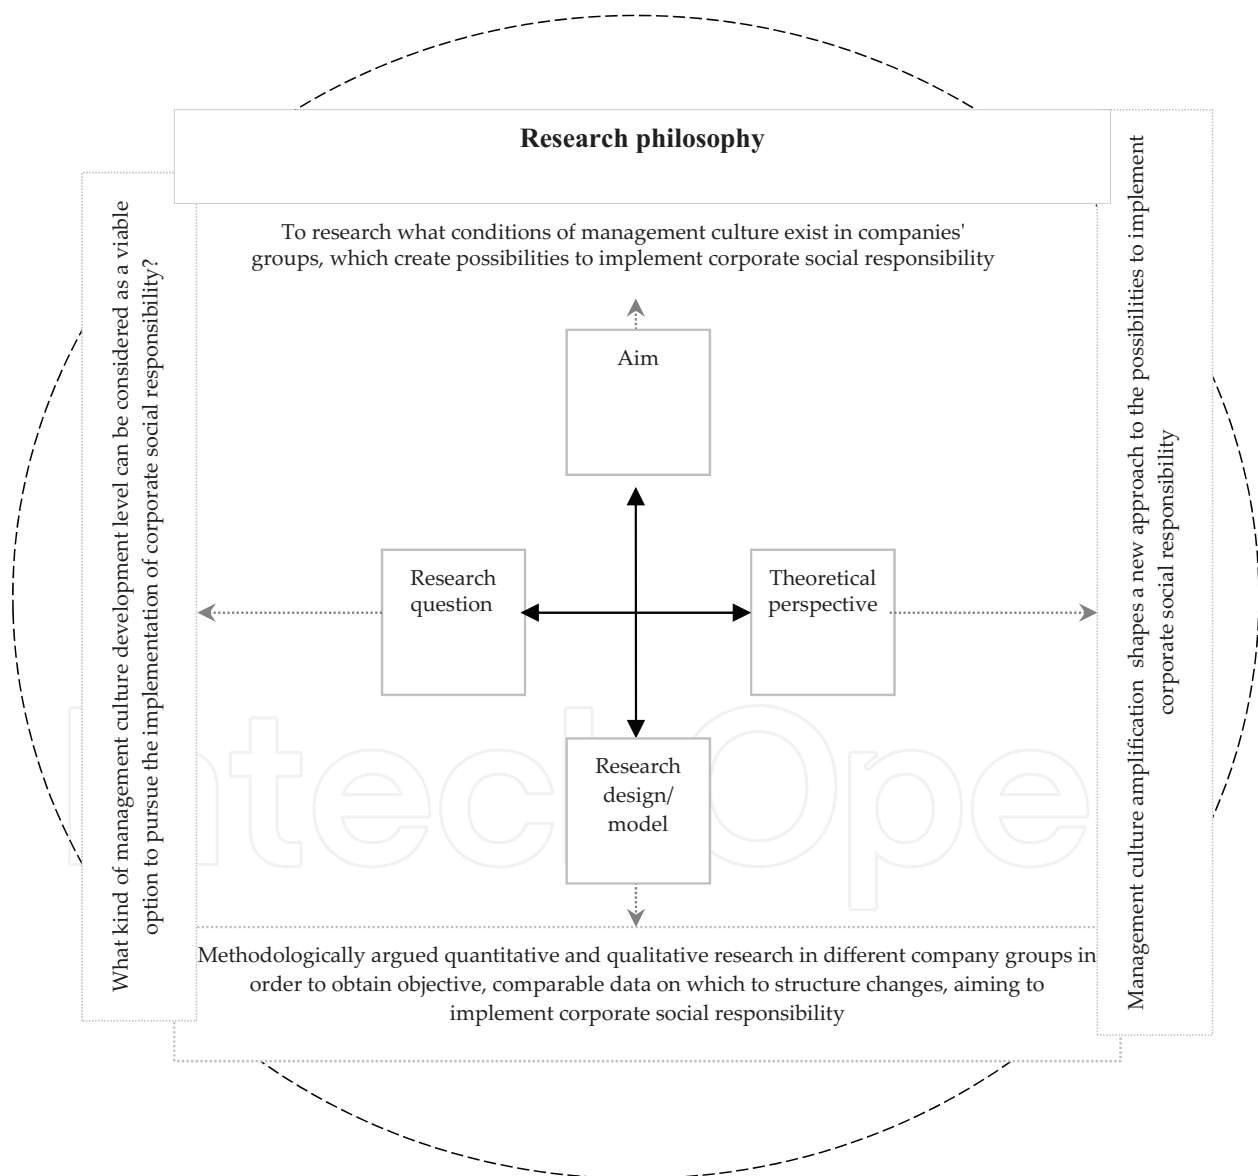 Research philosophy
To research what conditions of management culture exist in companies'
groups, which create possibilities to implement corporate social responsibility
What kind of management culture development level can be considered as a viable
option to pursue the implementation of corporate social responsibility?
Aim
Research
question
Theoretical
perspective
Research
design/
model
Management culture amplification shapes a new approach to the possibilities to implement
corporate social responsibility
Methodologically argued quantitative and qualitative research in different company groups in
order to obtain objective, comparable data on which to structure changes, aiming to
implement corporate social responsibility
IntechOpe